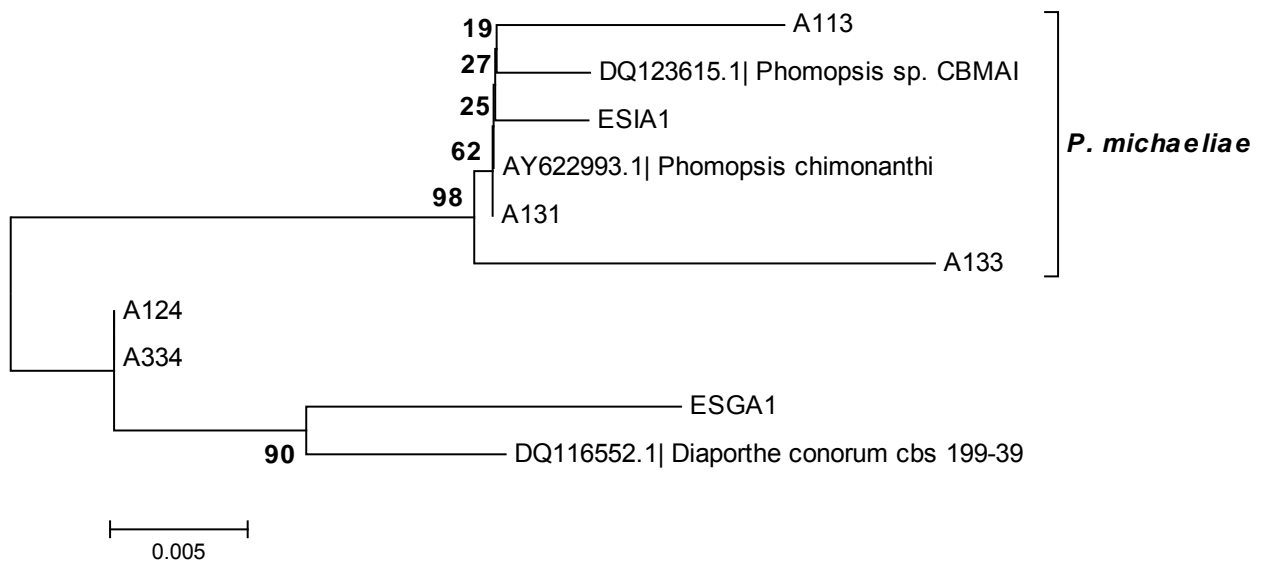 19
A113
27
DQ123615.1| Phomopsis sp. CBMAI
25
ESIA1
P. michaeliae
62
AY622993.1| Phomopsis chimonanthi
98
A131
A133
A124
A334
ESGA1
90
DQ116552.1| Diaporthe conorum cbs 199-39
0.005